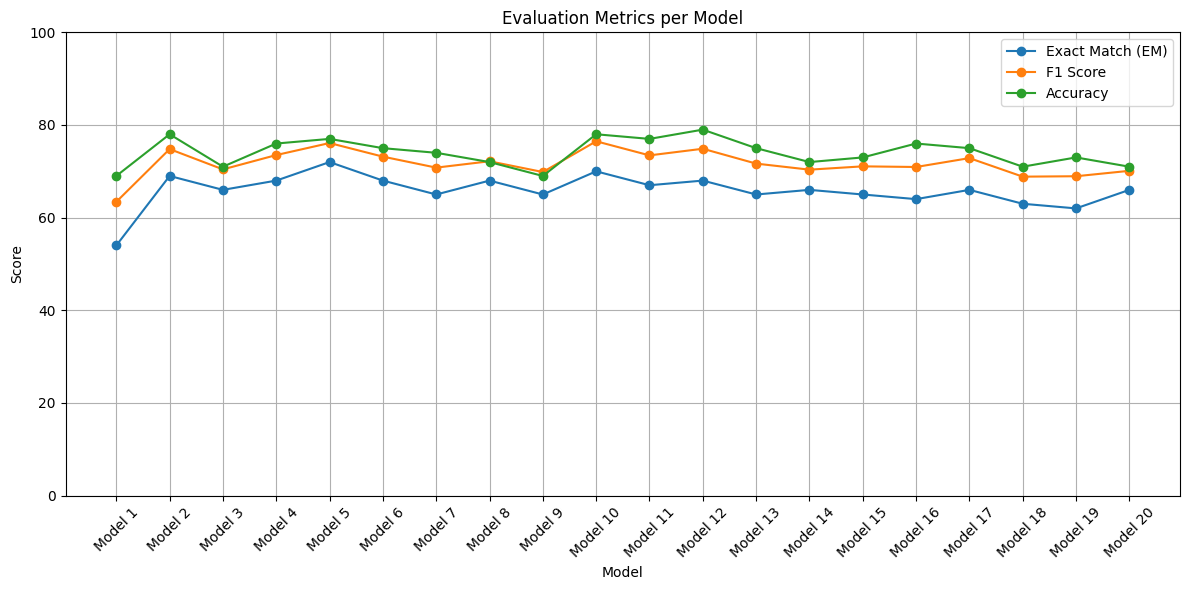 Evaluation Metrics per Model
Exact Match (EM)
F1 Score
Accuracy
Score
100
80
60
40
20
0
Model 1
Model 2
Model 3
Model 4
Model 5
Model 6
Model 7
Model 8
Model 9
Model 10
Model 11
Model 12
Model 13
Model 14
Model 15
Model 16
Model 17
Model 18
Model 19
Model 20
Model